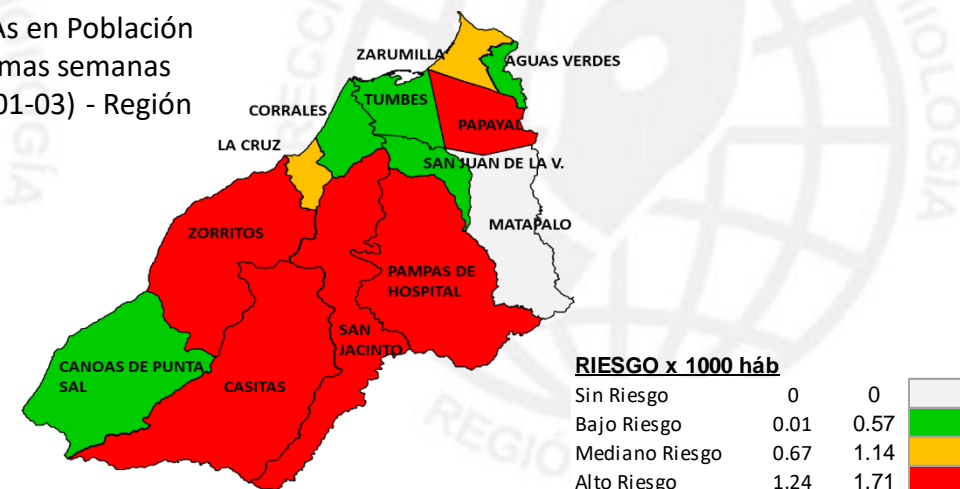 As en Población
mas semanas
01-03) - Región
ZARUMILLA
AGUAS VERDES
CORRALES
TUMBES
PAPAYAL
LA CRUZ
SAN JUAN DE LA V.
MATAPALO
ZORRITOS
PAMPAS DE
HOSPITAL
SAN
JACINTO
CANOAS DE PUNTA
SAL
CASITAS
RIESGO x 1000 háb
Sin Riesgo 0 0
Bajo Riesgo 0.01 0.57
Mediano Riesgo 0.67 1.14
Alto Riesgo 1.24 1.71